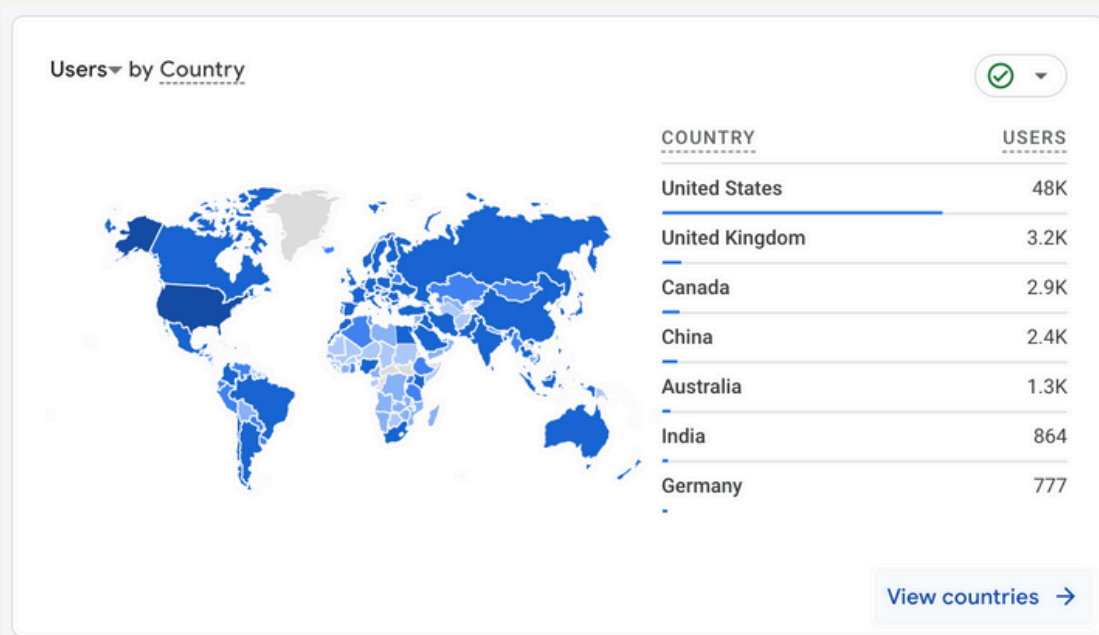 Users by Country
COUNTRY USERS
United States 48K
United Kingdom 3.2K
Canada 2.9K
China 2.4K
Australia 1.3K
India 864
Germany 777
View countries